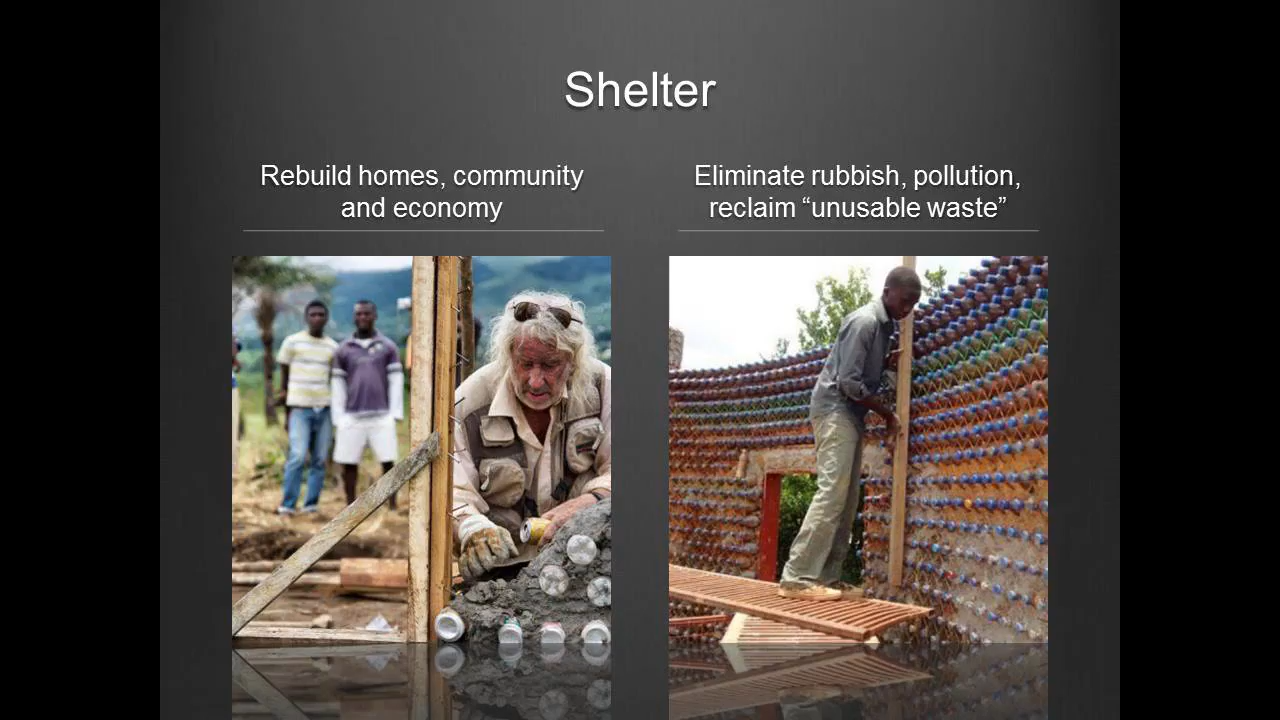 Shelter
Rebuild homes, community
and economy
Eliminate rubbish, pollution,
reclaim “unusable waste”